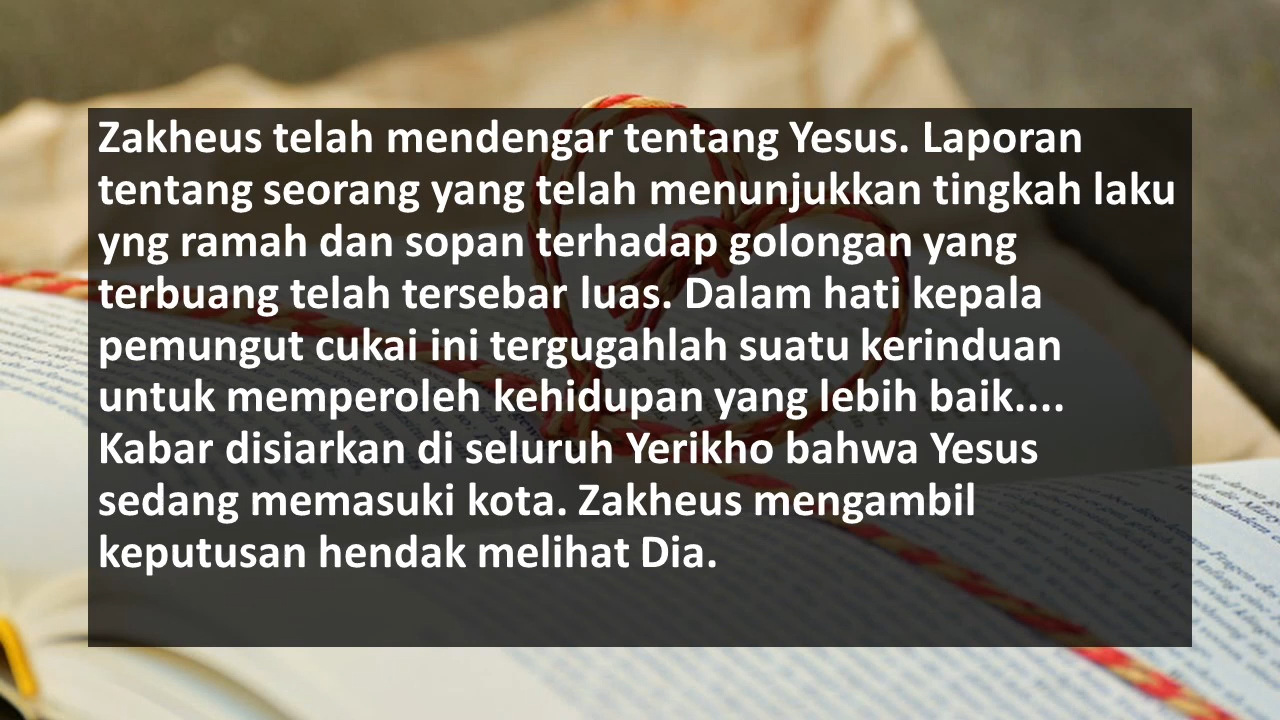 Zakheus telah mendengar tentang Yesus. Laporan
tentang seorang yang telah menunjukkan tingkah laku
yng ramah dan sopan terhadap golongan yang
terbuang telah tersebar luas. Dalam hati kepala
pemungut cukai ini tergugahlah suatu kerinduan
untuk memperoleh kehidupan yang lebih baik....
Kabar disiarkan di seluruh Yerikho bahwa Yesus
sedang memasuki kota. Zakheus mengambil
keputusan hendak melihat Dia.